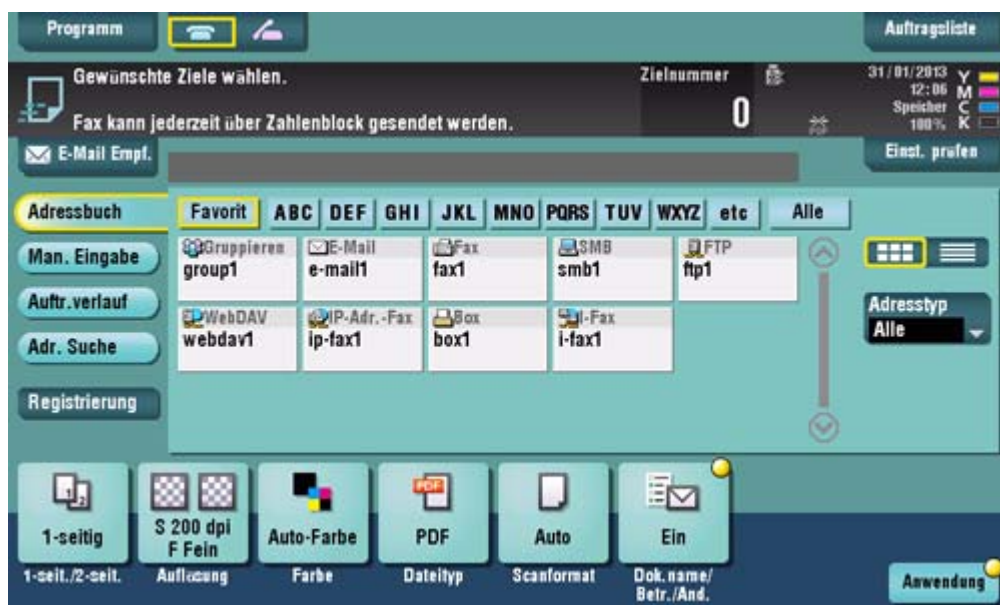 Programm
Auftragsliste
Gewünschte Ziele wählen.
Zielnummer
31/01/2013
12:06
Speicher
100%
Y
M
C
K
0
Fax kann jederzeit über Zahlenblock gesendet werden.
E-Mail Empf.
Einst. prüfen
Adressbuch
Favorit ABC DEF GHI JKL MNO PQRS TUV WXYZ etc Alle
Man. Eingabe
Auftr.verlauf
Adr. Suche
Registrierung
Gruppieren
group1
E-Mail
e-mail1
Fax
fax1
SMB
smb1
FTP
ftp1
WebDAV
webdav1
IP-Adr.-Fax
ip-fax1
Box
box1
I-Fax
i-fax1
Adresstyp
Alle
1-seitig
1-seit./2-seit.
S 200 dpi
F Fein
Auflösung
Auto-Farbe
Farbe
PDF
PDF
Dateityp
Auto
Scanformat
Ein
Dok.name/
Betr./And.
Anwendung